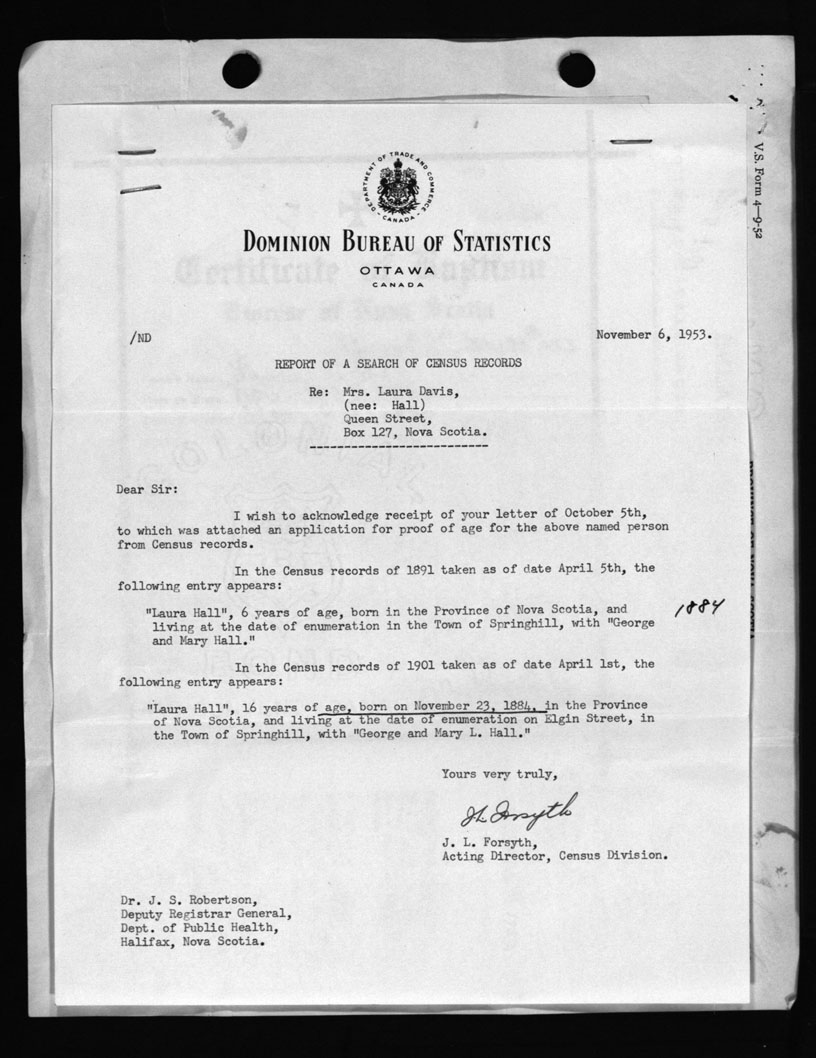 V.S. Form 4—9-52
DEPARTMENT OF TRADE AND COMMERCE
CANADA
DOMINION BUREAU OF STATISTICS
OTTAWA
CANADA
Certificate of Baptism
/ND
November 6, 1953.
REPORT OF A SEARCH OF CENSUS RECORDS
Re: Mrs. Laura Davis,
(nee: Hall)
Queen Street,
Box 127, Nova Scotia.
Dear Sir:
I wish to acknowledge receipt of your letter of October 5th,
to which was attached an application for proof of age for the above named person
from Census records.
In the Census records of 1891 taken as of date April 5th, the
following entry appears:
"Laura Hall", 6 years of age, born in the Province of Nova Scotia, and
living at the date of enumeration in the Town of Springhill, with "George
and Mary Hall."
1884
In the Census records of 1901 taken as of date April 1st, the
following entry appears:
"Laura Hall", 16 years of age, born on November 23, 1884, in the Province
of Nova Scotia, and living at the date of enumeration on Elgin Street, in
the Town of Springhill, with "George and Mary L. Hall."
Yours very truly,
J L Forsyth
J. L. Forsyth,
Acting Director, Census Division.
Dr. J. S. Robertson,
Deputy Registrar General,
Dept. of Public Health,
Halifax, Nova Scotia.